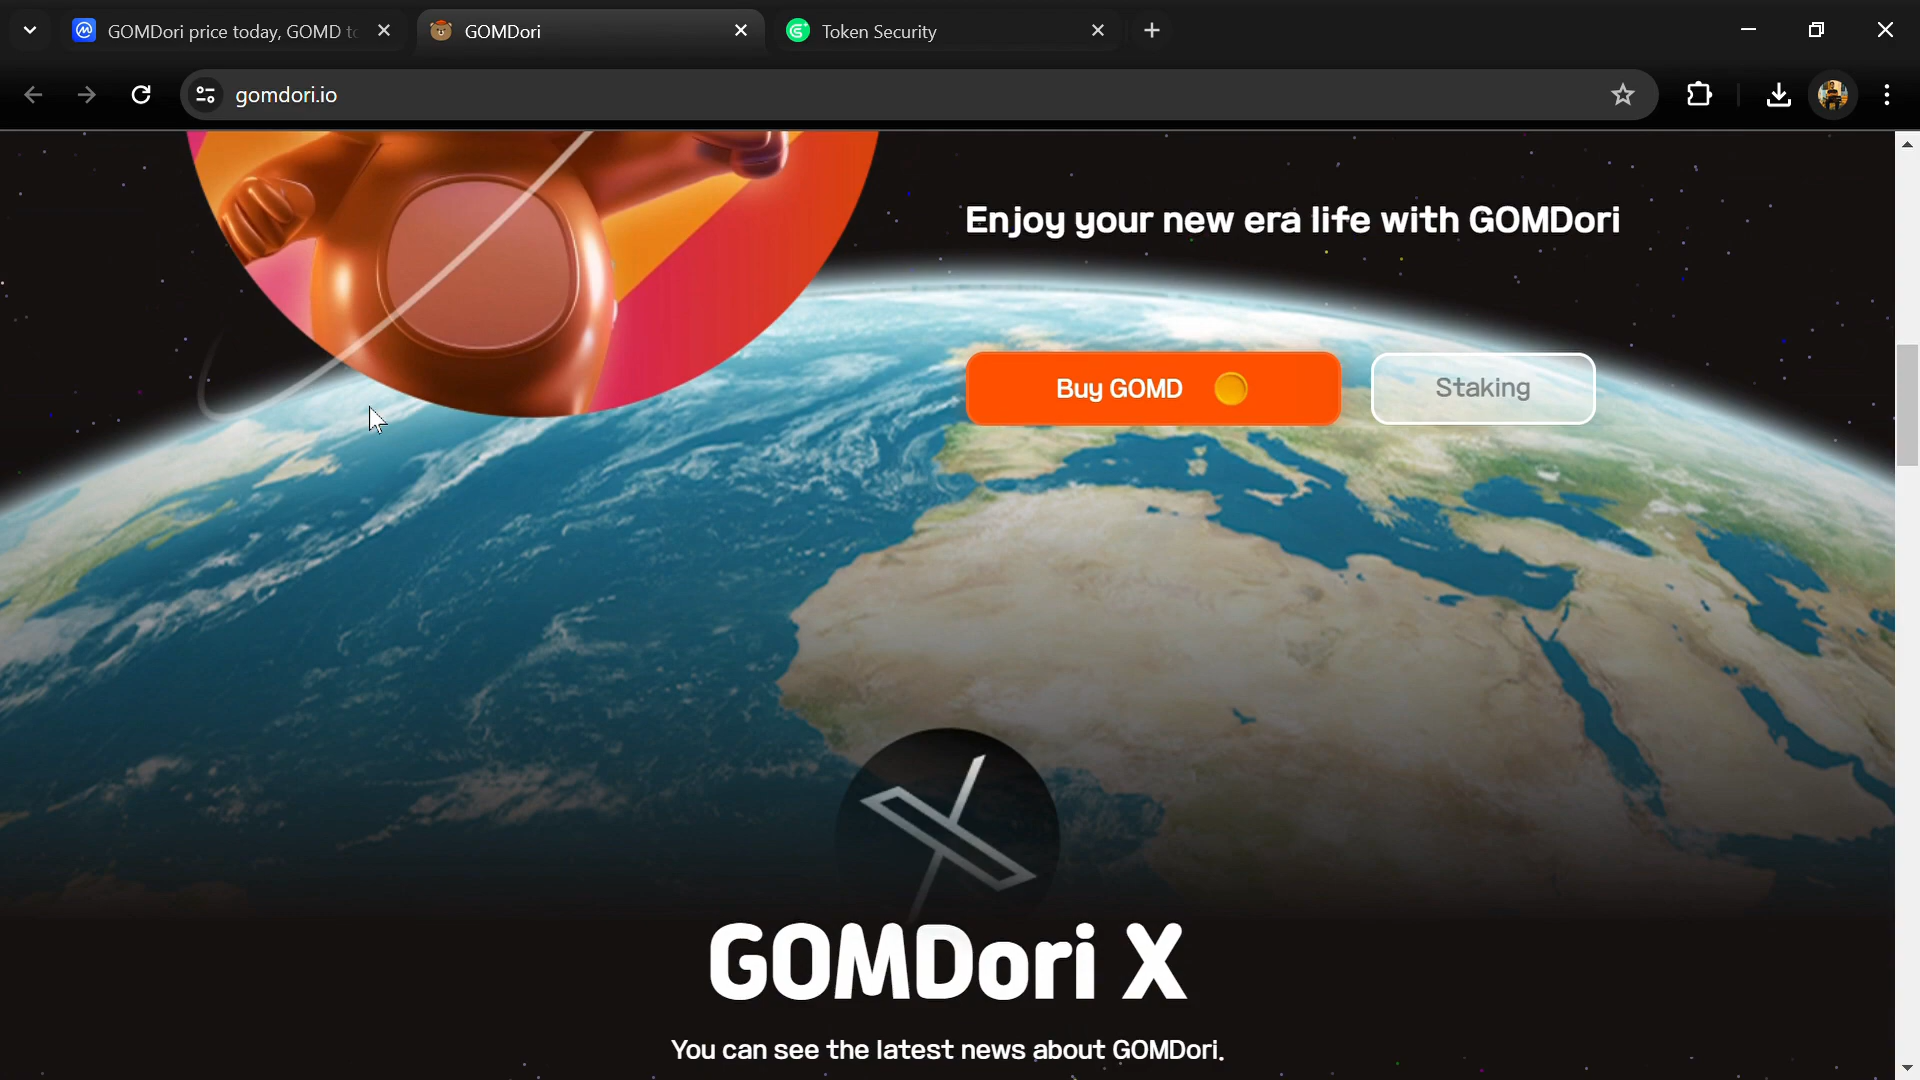 GOMDori price today, GOMD to
GOMDori
Token Security
gomdori.io
Enjoy your new era life with GOMDori
Buy GOMD
Staking
GOMDori X
You can see the latest news about GOMDori.